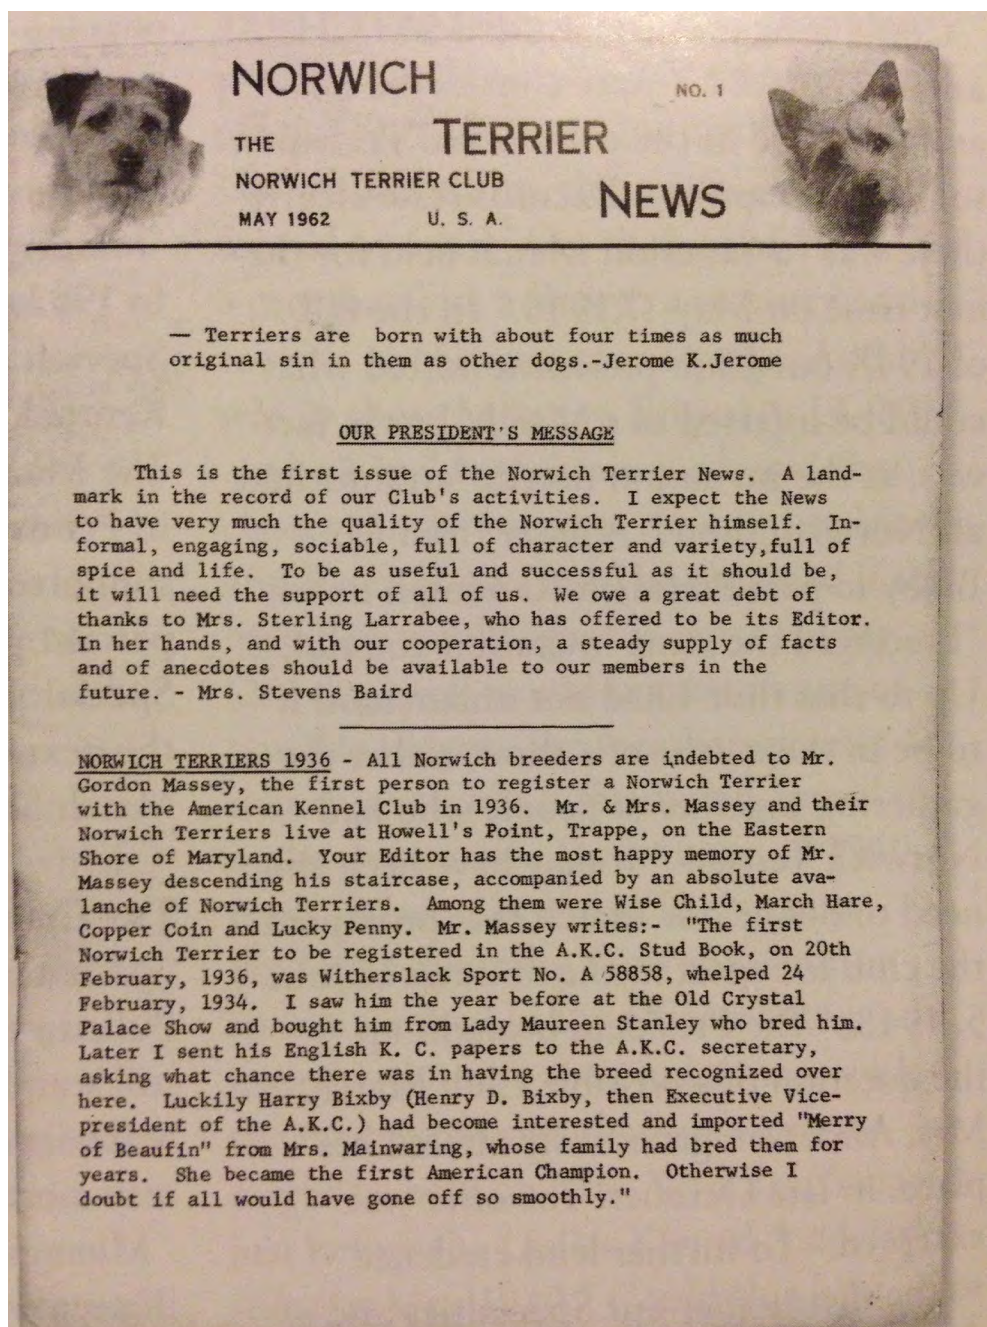 NORWICH
NO. 1
THE TERRIER
NORWICH TERRIER CLUB
NEWS
MAY 1962 U. S. A.
— Terriers are born with about four times as much
original sin in them as other dogs.-Jerome K.Jerome
OUR PRESIDENT'S MESSAGE
This is the first issue of the Norwich Terrier News. A land-
mark in the record of our Club's activities. I expect the News
to have very much the quality of the Norwich Terrier himself. In-
formal, engaging, sociable, full of character and variety,full of
spice and life. To be as useful and successful as it should be,
it will need the support of all of us. We owe a great debt of
thanks to Mrs. Sterling Larrabee, who has offered to be its Editor.
In her hands, and with our cooperation, a steady supply of facts
and of anecdotes should be available to our members in the
future. - Mrs. Stevens Baird
NORWICH TERRIERS 1936 - All Norwich breeders are indebted to Mr.
Gordon Massey, the first person to register a Norwich Terrier
with the American Kennel Club in 1936. Mr. & Mrs. Massey and their
Norwich Terriers live at Howell's Point, Trappe, on the Eastern
Shore of Maryland. Your Editor has the most happy memory of Mr.
Massey descending his staircase, accompanied by an absolute ava-
lanche of Norwich Terriers. Among them were Wise Child, March Hare,
Copper Coin and Lucky Penny. Mr. Massey writes:- "The first
Norwich Terrier to be registered in the A.K.C. Stud Book, on 20th
February, 1936, was Witherslack Sport No. A 58858, whelped 24
February, 1934. I saw him the year before at the Old Crystal
Palace Show and bought him from Lady Maureen Stanley who bred him.
Later I sent his English K. C. papers to the A.K.C. secretary,
asking what chance there was in having the breed recognized over
here. Luckily Harry Bixby (Henry D. Bixby, then Executive Vice-
president of the A.K.C.) had become interested and imported "Merry
of Beaufin" from Mrs. Mainwaring, whose family had bred them for
years. She became the first American Champion. Otherwise I
doubt if all would have gone off so smoothly."